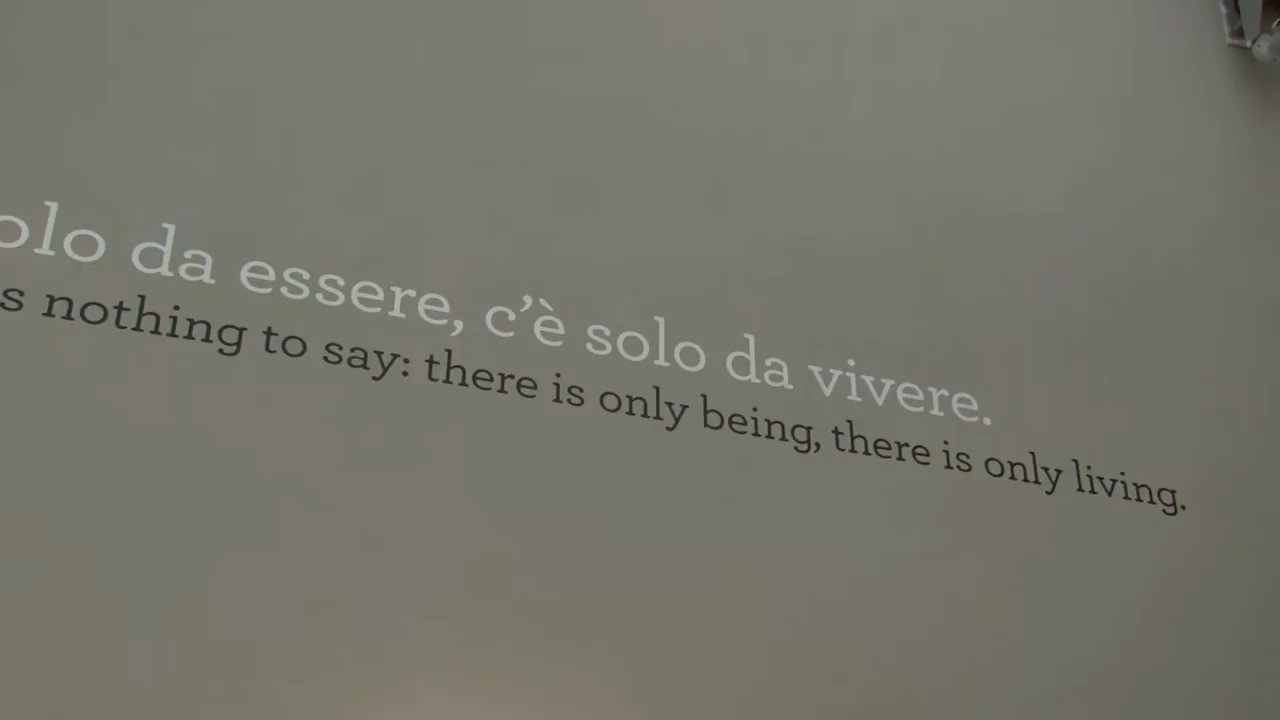 olo da essere, c’è solo da vivere.
s nothing to say: there is only being, there is only living.